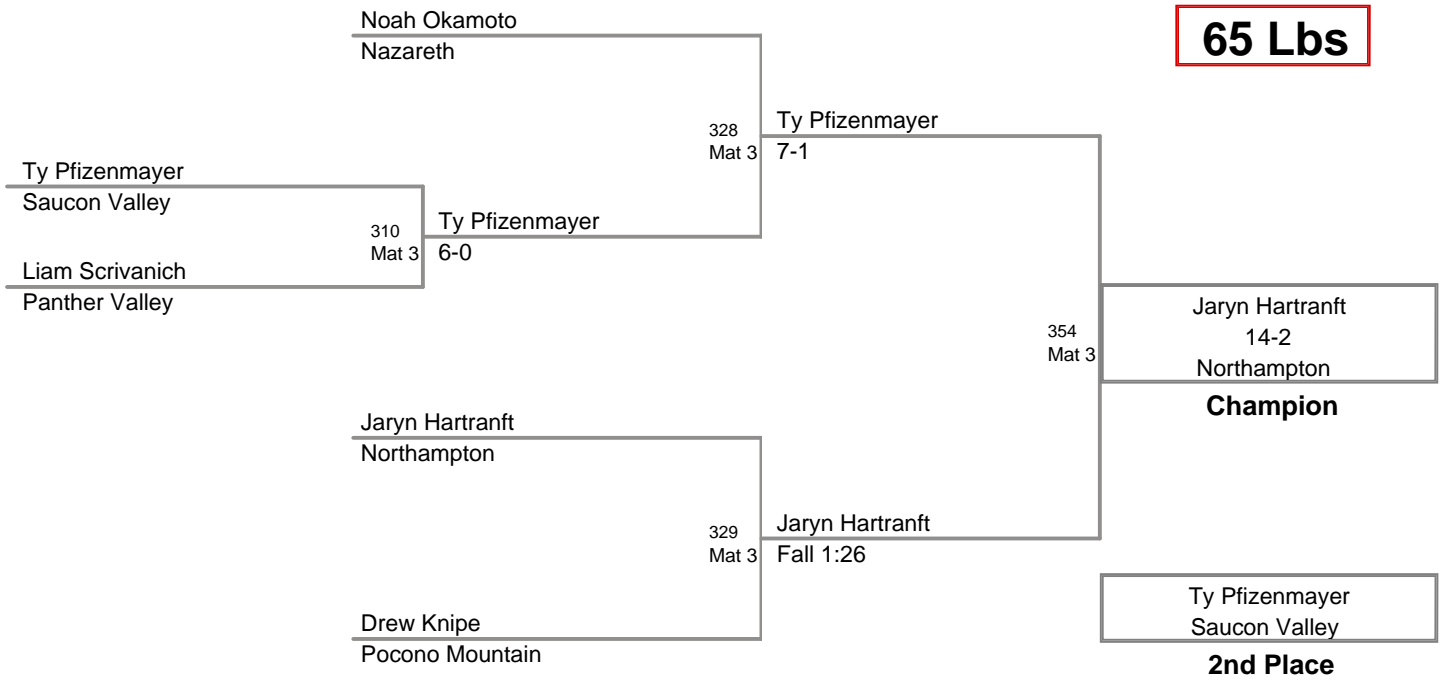 Noah Okamoto
Nazareth
65 Lbs
328
Mat 3
Ty Pfizenmayer
7-1
Ty Pfizenmayer
Saucon Valley
310
Mat 3
Ty Pfizenmayer
6-0
Liam Scrivanich
Panther Valley
354
Mat 3
Jaryn Hartranft
14-2
Northampton
Champion
Jaryn Hartranft
Northampton
329
Mat 3
Jaryn Hartranft
Fall 1:26
Drew Knipe
Pocono Mountain
Ty Pfizenmayer
Saucon Valley
2nd Place